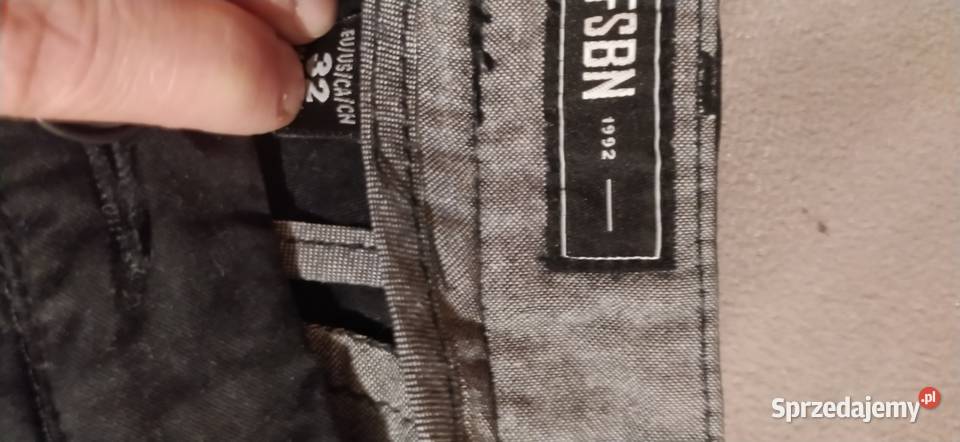 EU/US/CA/CN
32
FSBN
1992
Sprzedajemy.pl